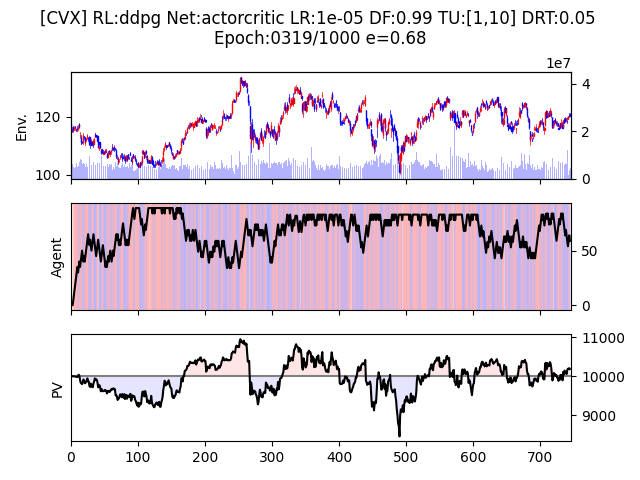 [CVX] RL:ddpg Net:actorcritic LR:1e-05 DF:0.99 TU:[1,10] DRT:0.05
Epoch:0319/1000 e=0.68
1e7
Env.
120
100
4
2
0
Agent
50
0
PV
11000
10000
9000
0 100 200 300 400 500 600 700